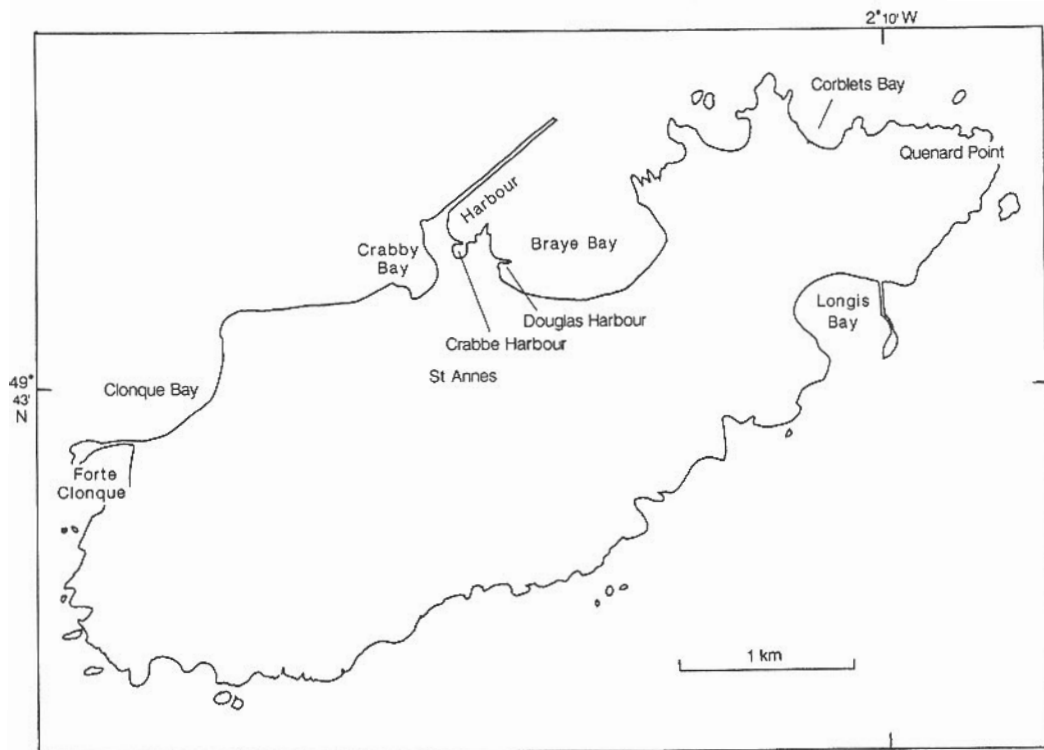 2° 10' W
Corblets Bay
Quenard Point
Harbour
Crabby
Bay
Braye Bay
Longis
Bay
Douglas Harbour
Crabbe Harbour
St Annes
49°
43'
N
Clonque Bay
Forte
Clonque
1 km